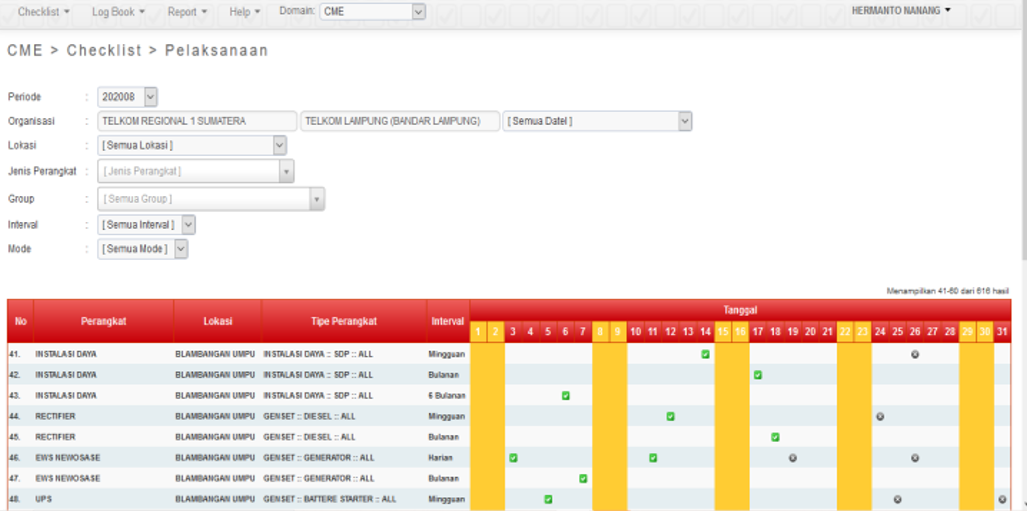 Checklist Log Book Report Help Domain: CME HERMANTO NANANG
CME > Checklist > Pelaksanaan
Periode : 202008
Organisasi : TELKOM REGIONAL 1 SUMATERA TELKOM LAMPUNG (BANDAR LAMPUNG) [ Semua Datel ]
Lokasi : [ Semua Lokasi ]
Jenis Perangkat : [ Jenis Perangkat ]
Group : [ Semua Group ]
Interval : [ Semua Interval ]
Mode : [ Semua Mode ]
Menampilkan 41-60 dari 616 hasil
No Perangkat Lokasi Tipe Perangkat Interval Tanggal
1 2 3 4 5 6 7 8 9 10 11 12 13 14 15 16 17 18 19 20 21 22 23 24 25 26 27 28 29 30 31
41. INSTALASI DAYA BLAMBANGAN UMPU INSTALASI DAYA :: SDP :: ALL Mingguan
42. INSTALASI DAYA BLAMBANGAN UMPU INSTALASI DAYA :: SDP :: ALL Bulanan
43. INSTALASI DAYA BLAMBANGAN UMPU INSTALASI DAYA :: SDP :: ALL 6 Bulanan
44. RECTIFIER BLAMBANGAN UMPU GENSET :: DIESEL :: ALL Mingguan
45. RECTIFIER BLAMBANGAN UMPU GENSET :: DIESEL :: ALL Bulanan
46. EWS NEWOSASE BLAMBANGAN UMPU GENSET :: GENERATOR :: ALL Harian
47. EWS NEWOSASE BLAMBANGAN UMPU GENSET :: GENERATOR :: ALL Bulanan
48. UPS BLAMBANGAN UMPU GENSET :: BATTERE STARTER :: ALL Mingguan